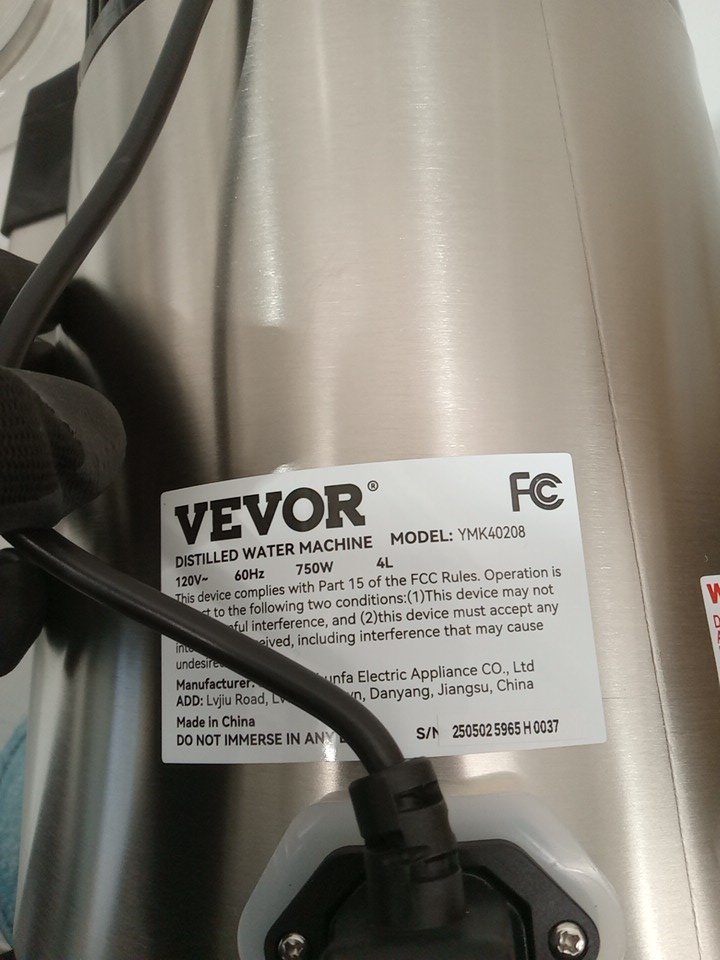 VEVOR®
FC
DISTILLED WATER MACHINE MODEL: YMK40208
120V~ 60Hz 750W 4L
This device complies with Part 15 of the FCC Rules. Operation is
to the following two conditions:(1)This device may not
interference, and (2)this device must accept any
including interference that may cause
Manufacturer: Electric Appliance CO., Ltd
ADD: Lvjiu Road, Danyang, Jiangsu, China
Made in China
DO NOT IMMERSE IN ANY
S/N 250502 5965 H 0037
W